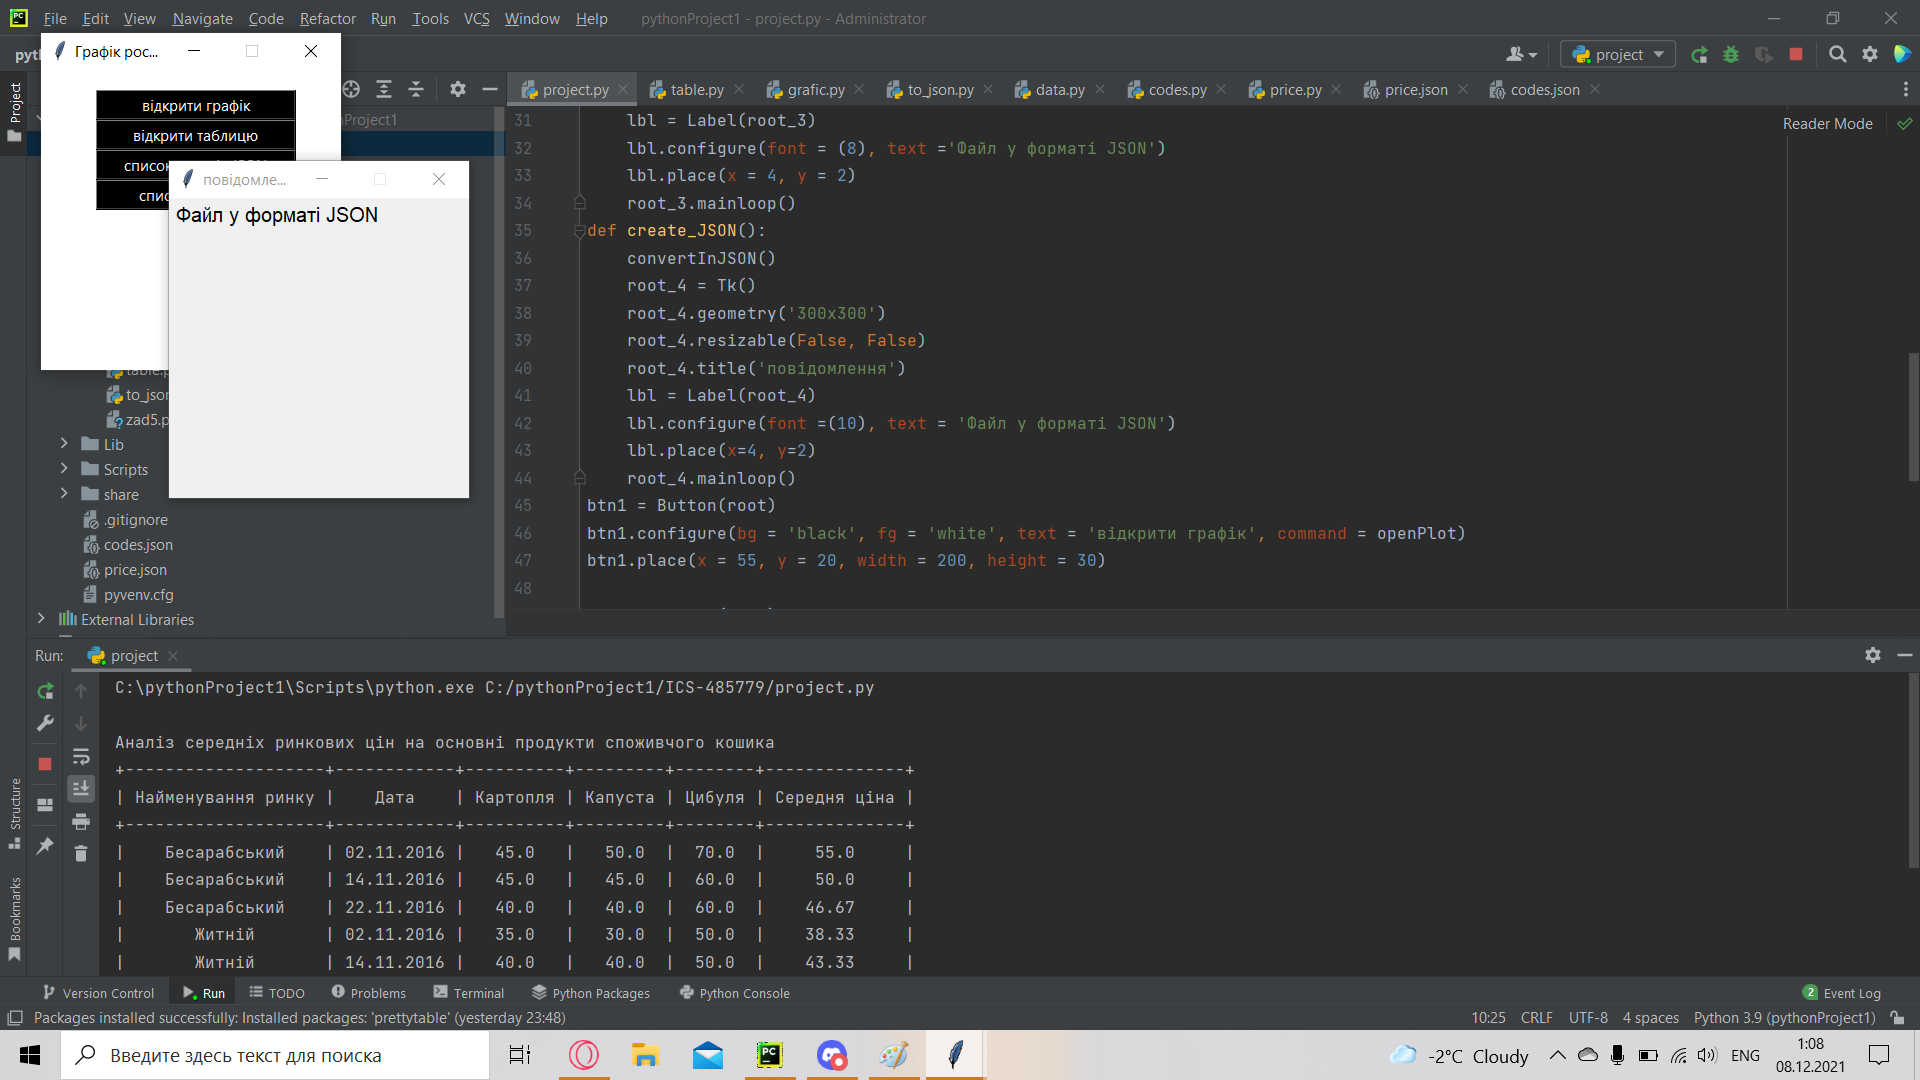 File Edit View Navigate Code Refactor Run Tools VCS Window Help pythonProject1 - project.py - Administrator
Графік рос...
відкрити графік
відкрити таблицю
повідомле...
Файл у форматі JSON
project
Project
project.py table.py grafic.py to_json.py data.py codes.py price.py price.json codes.json
Reader Mode
31 lbl = Label(root_3)
32 lbl.configure(font = (8), text ='Файл у форматі JSON')
33 lbl.place(x = 4, y = 2)
34 root_3.mainloop()
35 def create_JSON():
36 convertInJSON()
37 root_4 = Tk()
38 root_4.geometry('300x300')
39 root_4.resizable(False, False)
40 root_4.title('повідомлення')
41 lbl = Label(root_4)
42 lbl.configure(font =(10), text = 'Файл у форматі JSON')
43 lbl.place(x=4, y=2)
44 root_4.mainloop()
45 btn1 = Button(root)
46 btn1.configure(bg = 'black', fg = 'white', text = 'відкрити графік', command = openPlot)
47 btn1.place(x = 55, y = 20, width = 200, height = 30)
48
Lib
Scripts
share
.gitignore
codes.json
price.json
pyvenv.cfg
External Libraries
Run: project
C:\pythonProject1\Scripts\python.exe C:/pythonProject1/ICS-485779/project.py
Аналіз середніх ринкових цін на основні продукти споживчого кошика
+--------------------+------------+----------+---------+--------+--------------+
| Найменування ринку | Дата | Картопля | Капуста | Цибуля | Середня ціна |
+--------------------+------------+----------+---------+--------+--------------+
| Бесарабський | 02.11.2016 | 45.0 | 50.0 | 70.0 | 55.0 |
| Бесарабський | 14.11.2016 | 45.0 | 45.0 | 60.0 | 50.0 |
| Бесарабський | 22.11.2016 | 40.0 | 40.0 | 60.0 | 46.67 |
| Житній | 02.11.2016 | 35.0 | 30.0 | 50.0 | 38.33 |
| Житній | 14.11.2016 | 40.0 | 40.0 | 50.0 | 43.33 |
Structure
Bookmarks
Version Control Run TODO Problems Terminal Python Packages Python Console 2 Event Log
Packages installed successfully: Installed packages: 'prettytable' (yesterday 23:48) 10:25 CRLF UTF-8 4 spaces Python 3.9 (pythonProject1)
Введите здесь текст для поиска
-2°C Cloudy ENG 1:08
08.12.2021